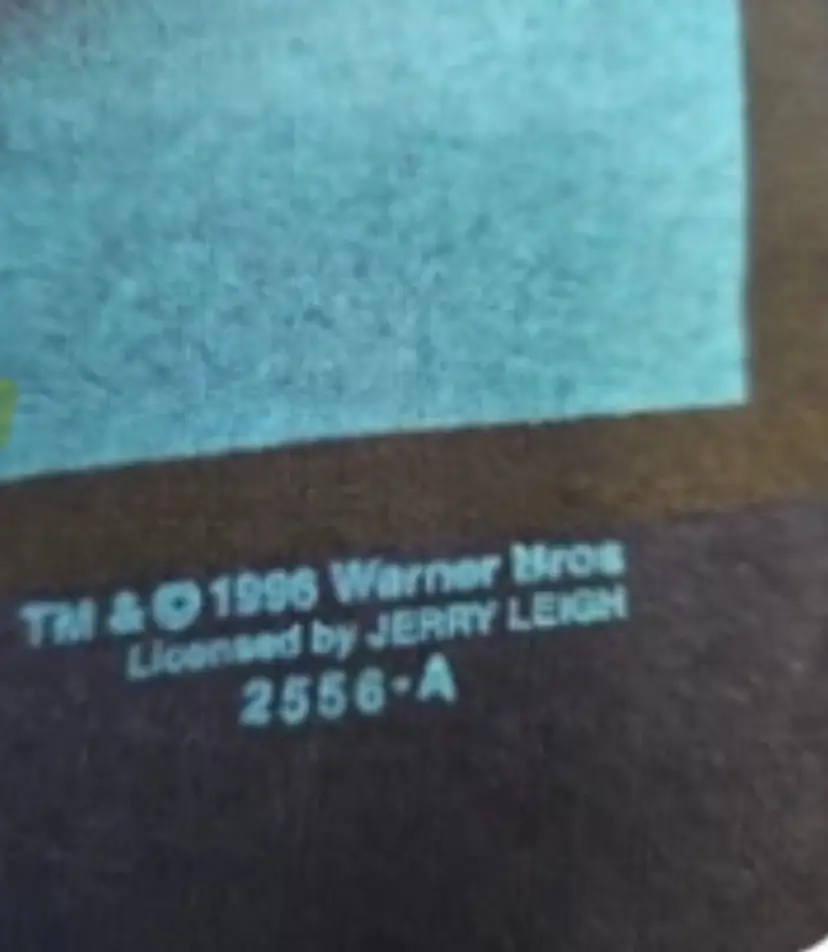 TM & © 1996 Warner Bros
Licensed by JERRY LEIGH
2556-A